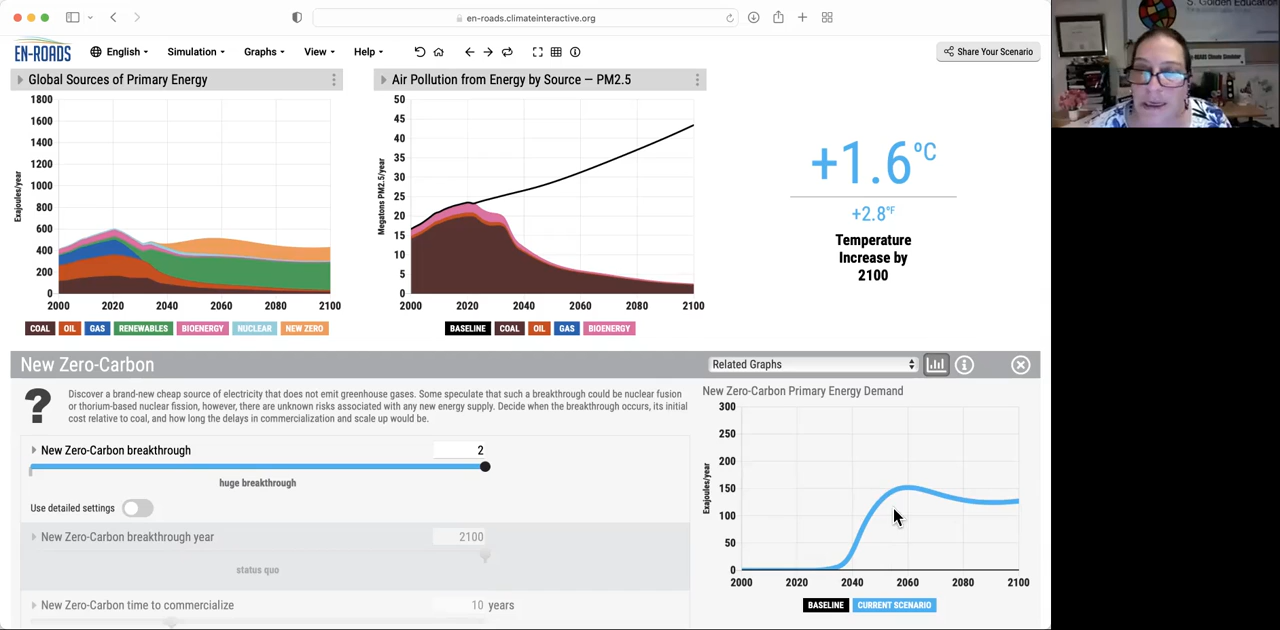 en-roads.climateinteractive.org
EN-ROADS
English
Simulation
Graphs
View
Help
Share Your Scenario
Global Sources of Primary Energy
1800
1600
1400
1200
1000
800
600
400
200
0
Exajoules/year
2000 2020 2040 2060 2080 2100
COAL OIL GAS RENEWABLES BIOENERGY NUCLEAR NEW ZERO
Air Pollution from Energy by Source — PM2.5
50
45
40
35
30
25
20
15
10
5
0
Megatons PM2.5/year
2000 2020 2040 2060 2080 2100
BASELINE COAL OIL GAS BIOENERGY
+1.6°C
+2.8°F
Temperature
Increase by
2100
S. Golden Education
New Zero-Carbon
Related Graphs
?
Discover a brand-new cheap source of electricity that does not emit greenhouse gases. Some speculate that such a breakthrough could be nuclear fusion
or thorium-based nuclear fission, however, there are unknown risks associated with any new energy supply. Decide when the breakthrough occurs, its initial
cost relative to coal, and how long the delays in commercialization and scale up would be.
New Zero-Carbon breakthrough 2
huge breakthrough
Use detailed settings
New Zero-Carbon breakthrough year 2100
status quo
New Zero-Carbon time to commercialize 10 years
New Zero-Carbon Primary Energy Demand
300
250
200
150
100
50
0
Exajoules/year
2000 2020 2040 2060 2080 2100
BASELINE CURRENT SCENARIO